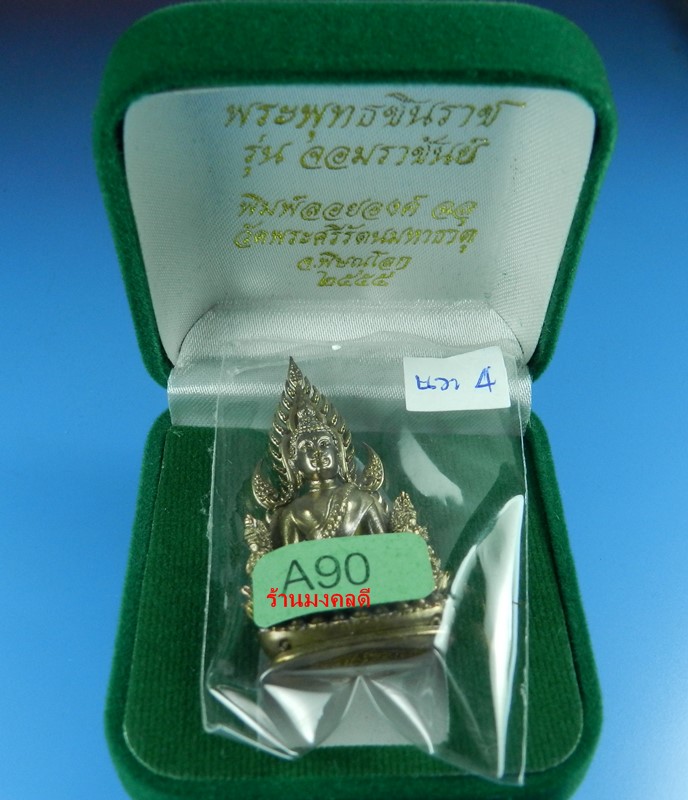 พระพุทธชินราช
รุ่น จอมราชันย์
พิมพ์ลอยองค์
วัดพระศรีรัตนมหาธาตุ
จ.พิษณโลก
๒๕๕๕
นวา 4
A90
ร้านมงคลดี